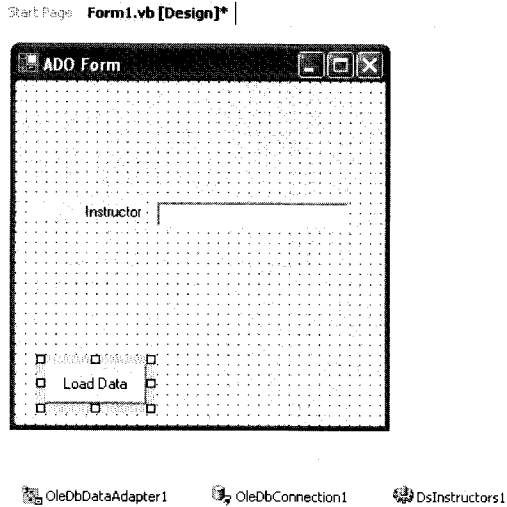 Start Page Form1.vb [Design]*
ADO Form
Instructor
Load Data
OleDbDataAdapter1 OleDbConnection1 DsInstructors1